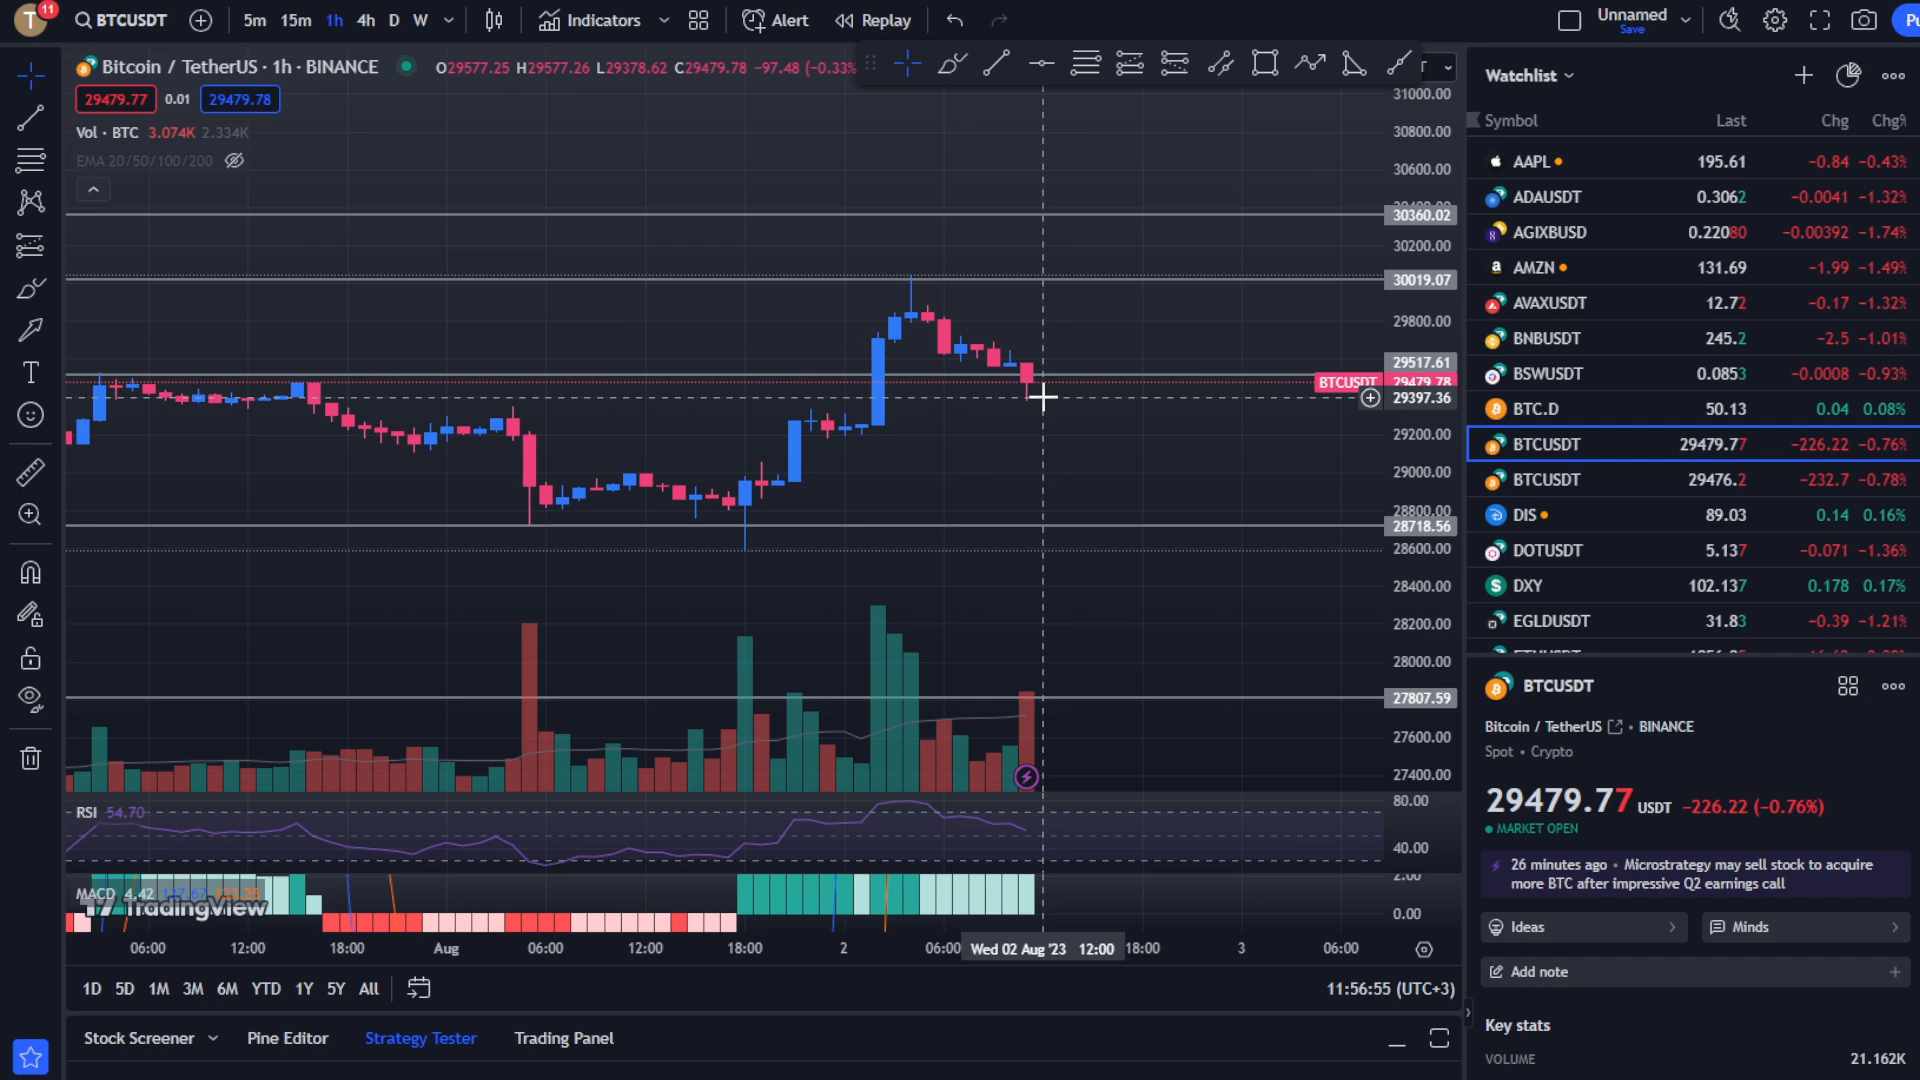 T 11 BTCUSDT 5m 15m 1h 4h D W Indicators Alert Replay Unnamed Save Pu
Bitcoin / TetherUS · 1h · BINANCE O29577.25 H29577.26 L29378.62 C29479.78 −97.48 (−0.33%
29479.77 0.01 29479.78
Vol · BTC 3.074K 2.334K
EMA 20/50/100/200
31000.00
30800.00
30600.00
30360.02
30200.00
30019.07
29800.00
29517.61
BTCUSDT 29479.78
29397.36
29200.00
29000.00
28800.00
28718.56
28600.00
28400.00
28200.00
28000.00
27807.59
27600.00
27400.00
RSI 54.70
80.00
40.00
MACD 4.42
2.00
0.00
TradingView
06:00 12:00 18:00 Aug 06:00 12:00 18:00 2 06:00 Wed 02 Aug '23 12:00 18:00 3 06:00
1D 5D 1M 3M 6M YTD 1Y 5Y All 11:56:55 (UTC+3)
Stock Screener Pine Editor Strategy Tester Trading Panel
Watchlist
Symbol Last Chg Chg%
AAPL 195.61 −0.84 −0.43%
ADAUSDT 0.3062 −0.0041 −1.32%
AGIXBUSD 0.22080 −0.00392 −1.74%
AMZN 131.69 −1.99 −1.49%
AVAXUSDT 12.72 −0.17 −1.32%
BNBUSDT 245.2 −2.5 −1.01%
BSWUSDT 0.0853 −0.0008 −0.93%
BTC.D 50.13 0.04 0.08%
BTCUSDT 29479.77 −226.22 −0.76%
BTCUSDT 29476.2 −232.7 −0.78%
DIS 89.03 0.14 0.16%
DOTUSDT 5.137 −0.071 −1.36%
DXY 102.137 0.178 0.17%
EGLDUSDT 31.83 −0.39 −1.21%
BTCUSDT
Bitcoin / TetherUS • BINANCE
Spot • Crypto
29479.77 USDT −226.22 (−0.76%)
MARKET OPEN
26 minutes ago • Microstrategy may sell stock to acquire
more BTC after impressive Q2 earnings call
Ideas Minds
Add note
Key stats
VOLUME 21.162K